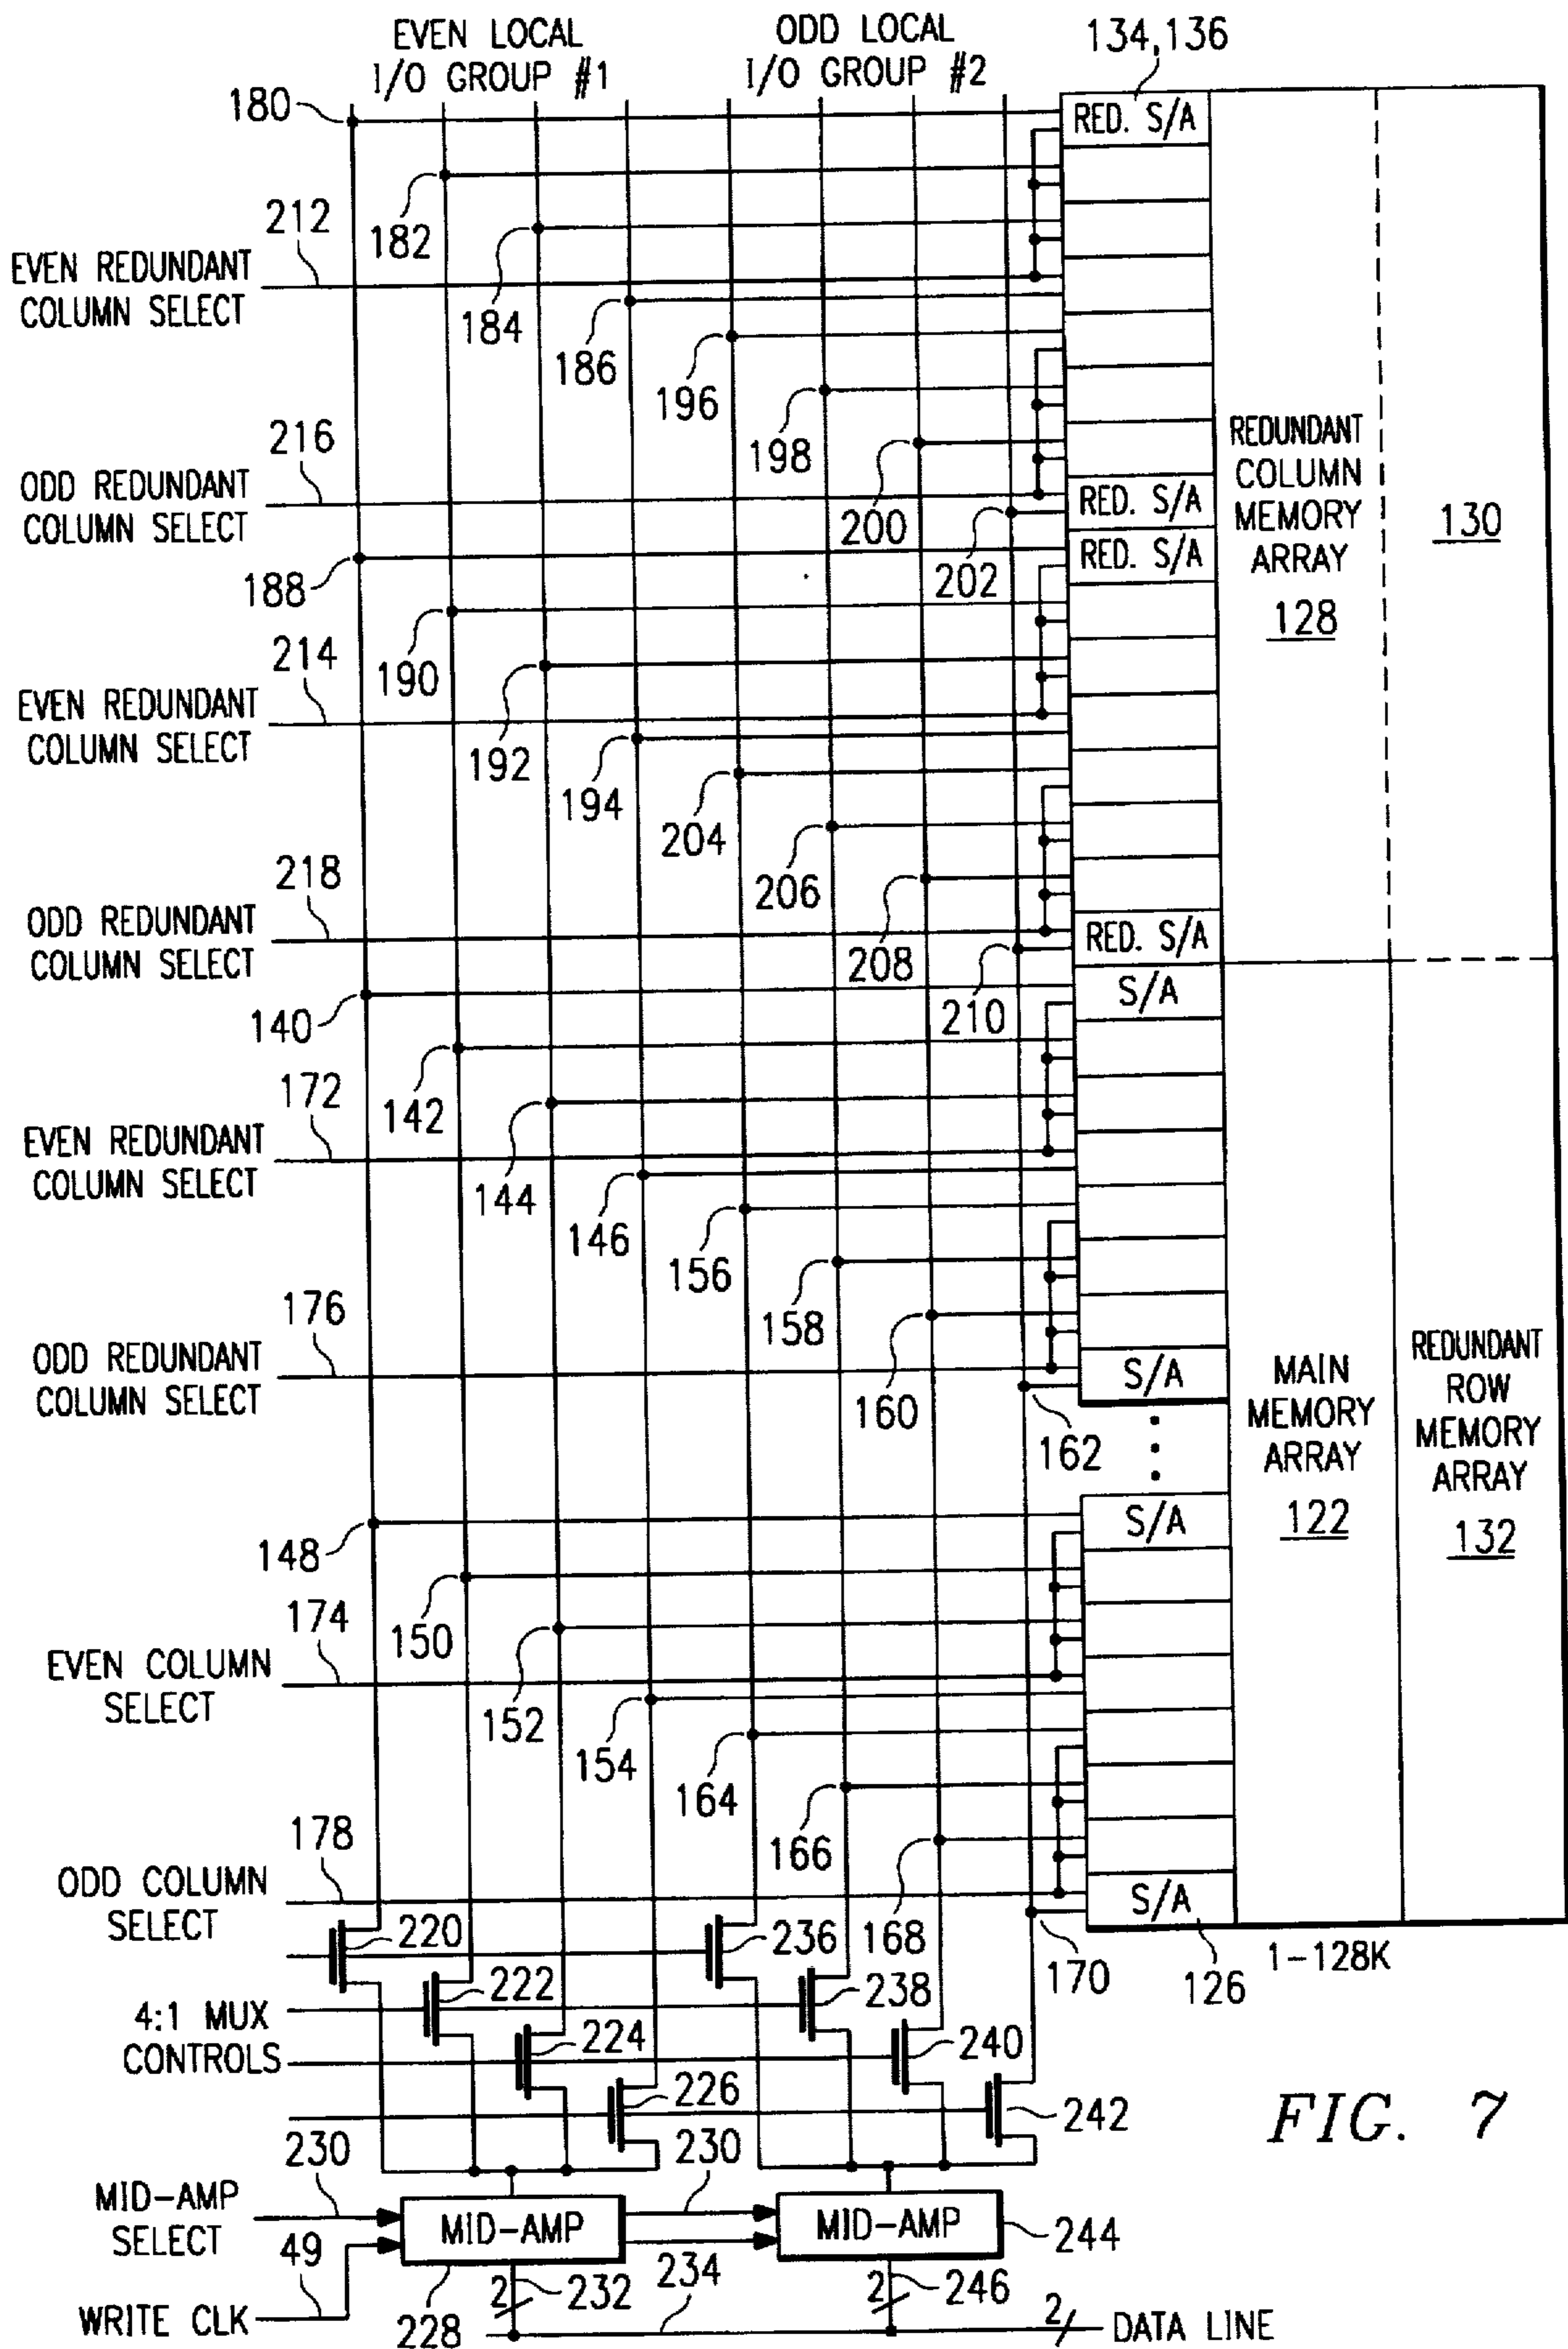 EVEN LOCAL
I/O GROUP #1
ODD LOCAL
I/O GROUP #2
134,136
180
RED. S/A
182
212
EVEN REDUNDANT
COLUMN SELECT
184
186
196
198
216
ODD REDUNDANT
COLUMN SELECT
200
RED. S/A
202
RED. S/A
REDUNDANT
COLUMN
MEMORY
ARRAY
128
130
188
190
214
EVEN REDUNDANT
COLUMN SELECT
192
194
204
206
218
ODD REDUNDANT
COLUMN SELECT
208
RED. S/A
210
S/A
140
142
172
EVEN REDUNDANT
COLUMN SELECT
144
146
156
158
176
ODD REDUNDANT
COLUMN SELECT
160
S/A
162
MAIN
MEMORY
ARRAY
122
REDUNDANT
ROW
MEMORY
ARRAY
132
S/A
148
150
174
EVEN COLUMN
SELECT
152
154
164
166
178
ODD COLUMN
SELECT
168
S/A
170
126
1-128K
220
236
222
238
4:1 MUX
CONTROLS
224
240
226
242
FIG. 7
230
230
MID-AMP
SELECT
MID-AMP
MID-AMP
244
49
WRITE CLK
228
2
232
234
2
246
2
DATA LINE